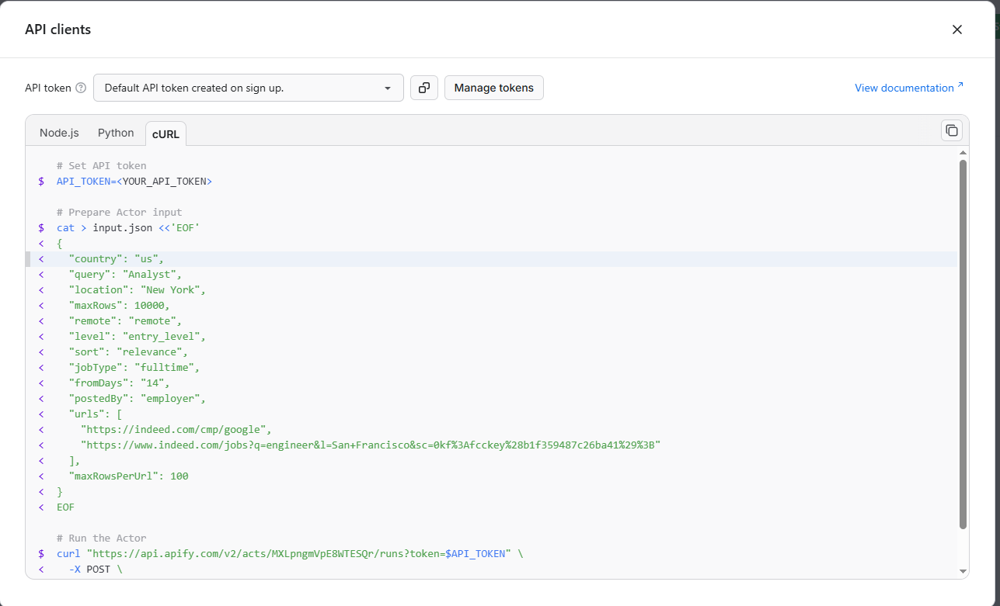 API clients
API token
Default API token created on sign up.
Manage tokens
View documentation
Node.js Python cURL
# Set API token
$ API_TOKEN=<YOUR_API_TOKEN>
# Prepare Actor input
$ cat > input.json <<'EOF'
< {
<   "country": "us",
<   "query": "Analyst",
<   "location": "New York",
<   "maxRows": 10000,
<   "remote": "remote",
<   "level": "entry_level",
<   "sort": "relevance",
<   "jobType": "fulltime",
<   "fromDays": "14",
<   "postedBy": "employer",
<   "urls": [
<     "https://indeed.com/cmp/google",
<     "https://www.indeed.com/jobs?q=engineer&l=San+Francisco&sc=0kf%3Afcckey%28b1f359487c26ba41%29%3B"
<   ],
<   "maxRowsPerUrl": 100
< }
< EOF
# Run the Actor
$ curl "https://api.apify.com/v2/acts/MXLpngmVpE8WTESQr/runs?token=$API_TOKEN" \
<   -X POST \